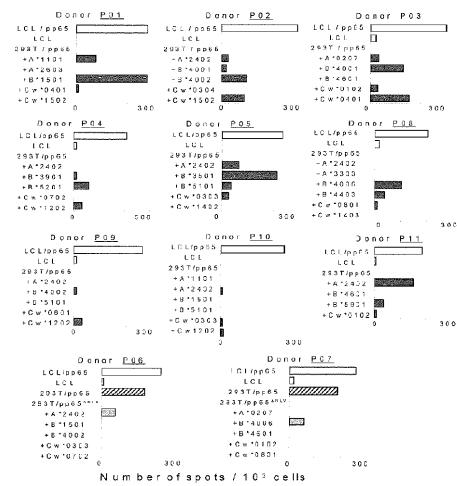 Donor P01
LCL/pp65
LCL
293T/pp65
+A*1101
+A*2603
+B*1501
+Cw*0401
+Cw*1502
0
300
Donor P02
LCL/pp65
LCL
293T/pp65
+A*2402
+B*4001
+B*4002
+Cw*0304
+Cw*1502
0
300
Donor P03
LCL/pp65
LCL
293T/pp65
+A*0207
+B*4001
+B*4601
+Cw*0102
+Cw*0401
0
300
Donor P04
LCL/pp65
LCL
293T/pp65
+A*2402
+B*3901
+B*5201
+Cw*0702
+Cw*1202
0
300
Donor P05
LCL/pp65
LCL
293T/pp65
+A*2402
+B*3501
+B*5101
+Cw*0303
+Cw*1402
0
300
Donor P08
LCL/pp65
LCL
293T/pp65
+A*2402
+A*3303
+B*4006
+B*4403
+Cw*0801
+Cw*1403
0
300
Donor P09
LCL/pp65
LCL
293T/pp65
+A*2402
+B*4002
+B*5101
+Cw*1202
0
300
Donor P10
LCL/pp65
LCL
293T/pp65
+A*1101
+A*2402
+B*1501
+B*5101
+Cw*0303
+Cw*1202
0
300
Donor P11
LCL/pp65
LCL
293T/pp65
+A*2402
+B*4601
+Cw*0102
0
300
Donor P06
LCL/pp65
LCL
293T/pp65
+A*2402
+B*1501
+B*4002
+Cw*0303
+Cw*0702
0
300
Donor P07
LCL/pp65
LCL
293T/pp65
+A*0207
+B*4006
+B*4601
+Cw*0102
+Cw*0801
0
300
Number of spots / 10³ cells